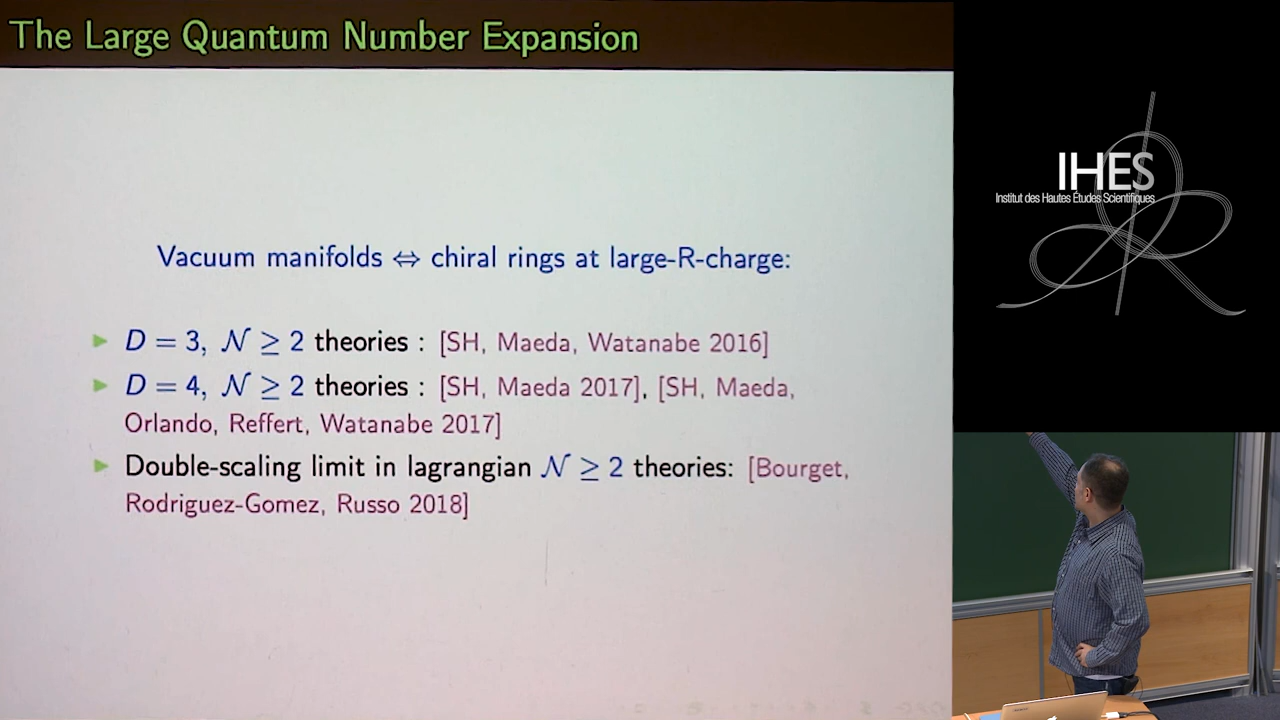 The Large Quantum Number Expansion
Vacuum manifolds ⇔ chiral rings at large-R-charge:
▶ D = 3, 𝒩 ≥ 2 theories : [SH, Maeda, Watanabe 2016]
▶ D = 4, 𝒩 ≥ 2 theories : [SH, Maeda 2017], [SH, Maeda,
Orlando, Reffert, Watanabe 2017]
▶ Double-scaling limit in lagrangian 𝒩 ≥ 2 theories: [Bourget,
Rodriguez-Gomez, Russo 2018]
IHES
Institut des Hautes Études Scientifiques